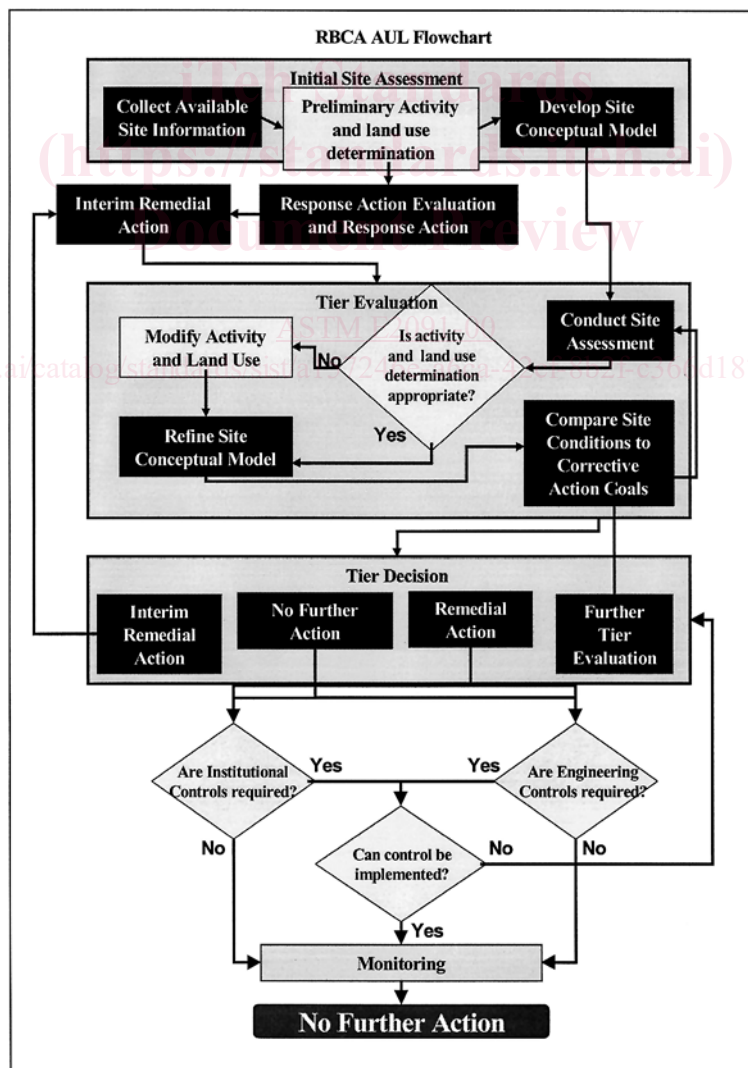 RBCA AUL Flowchart
iTeh Standards
Initial Site Assessment
Collect Available
Site Information
Preliminary Activity
and land use
determination
Develop Site
Conceptual Model
(https://standards.iteh.ai)
Interim Remedial
Action
Response Action Evaluation
and Response Action
Document Preview
Tier Evaluation
ASTM E2091-00
Modify Activity
and Land Use
No
Is activity
and land use
determination
appropriate?
Conduct Site
Assessment
Yes
Refine Site
Conceptual Model
Compare Site
Conditions to
Corrective
Action Goals
Tier Decision
Interim
Remedial
Action
No Further
Action
Remedial
Action
Further
Tier
Evaluation
Are Institutional
Controls required?
Yes
Yes
Are Engineering
Controls required?
No
Can control be
implemented?
No
No
Yes
Monitoring
No Further Action